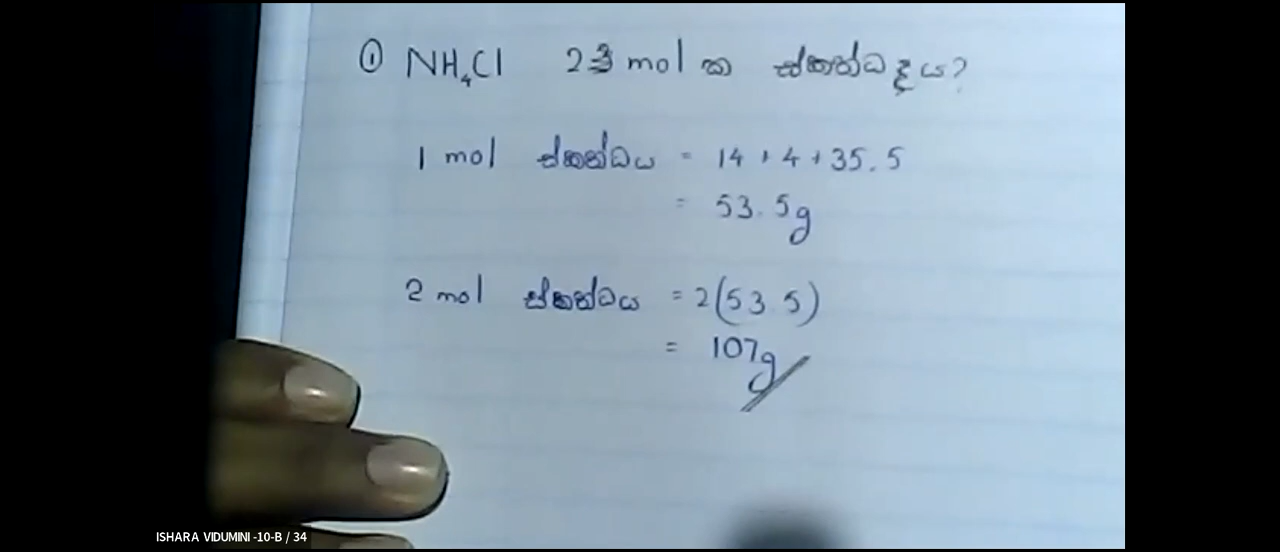 ① NH₄Cl 2 mol ක ස්කන්ධය?
1 mol ස්කන්ධය = 14 + 4 + 35.5
= 53.5g
2 mol ස්කන්ධය = 2(53.5)
= 107g
ISHARA VIDUMINI -10-B / 34